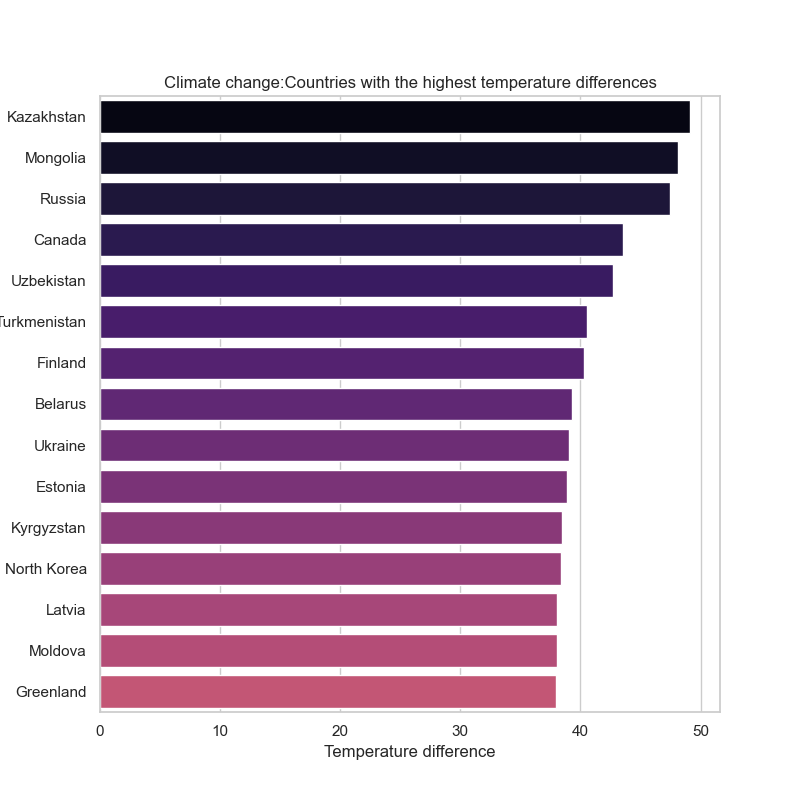 Climate change:Countries with the highest temperature differences
Kazakhstan
Mongolia
Russia
Canada
Uzbekistan
Turkmenistan
Finland
Belarus
Ukraine
Estonia
Kyrgyzstan
North Korea
Latvia
Moldova
Greenland
0 10 20 30 40 50
Temperature difference